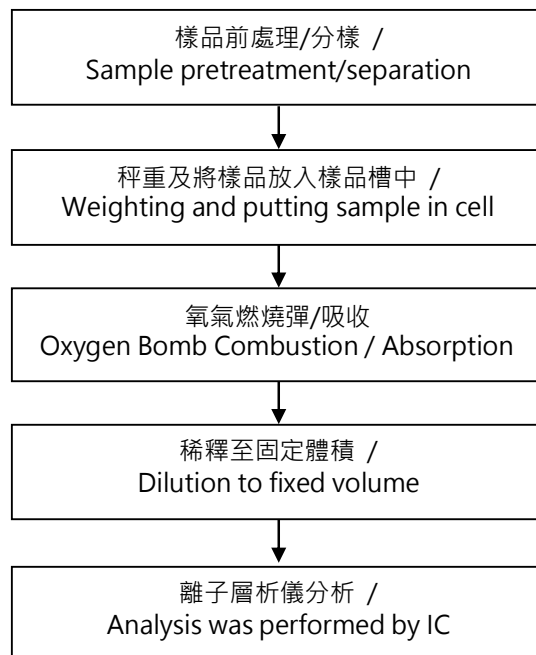 樣品前處理/分樣 /
Sample pretreatment/separation
秤重及將樣品放入樣品槽中 /
Weighting and putting sample in cell
氧氣燃燒彈/吸收
Oxygen Bomb Combustion / Absorption
稀釋至固定體積 /
Dilution to fixed volume
離子層析儀分析 /
Analysis was performed by IC